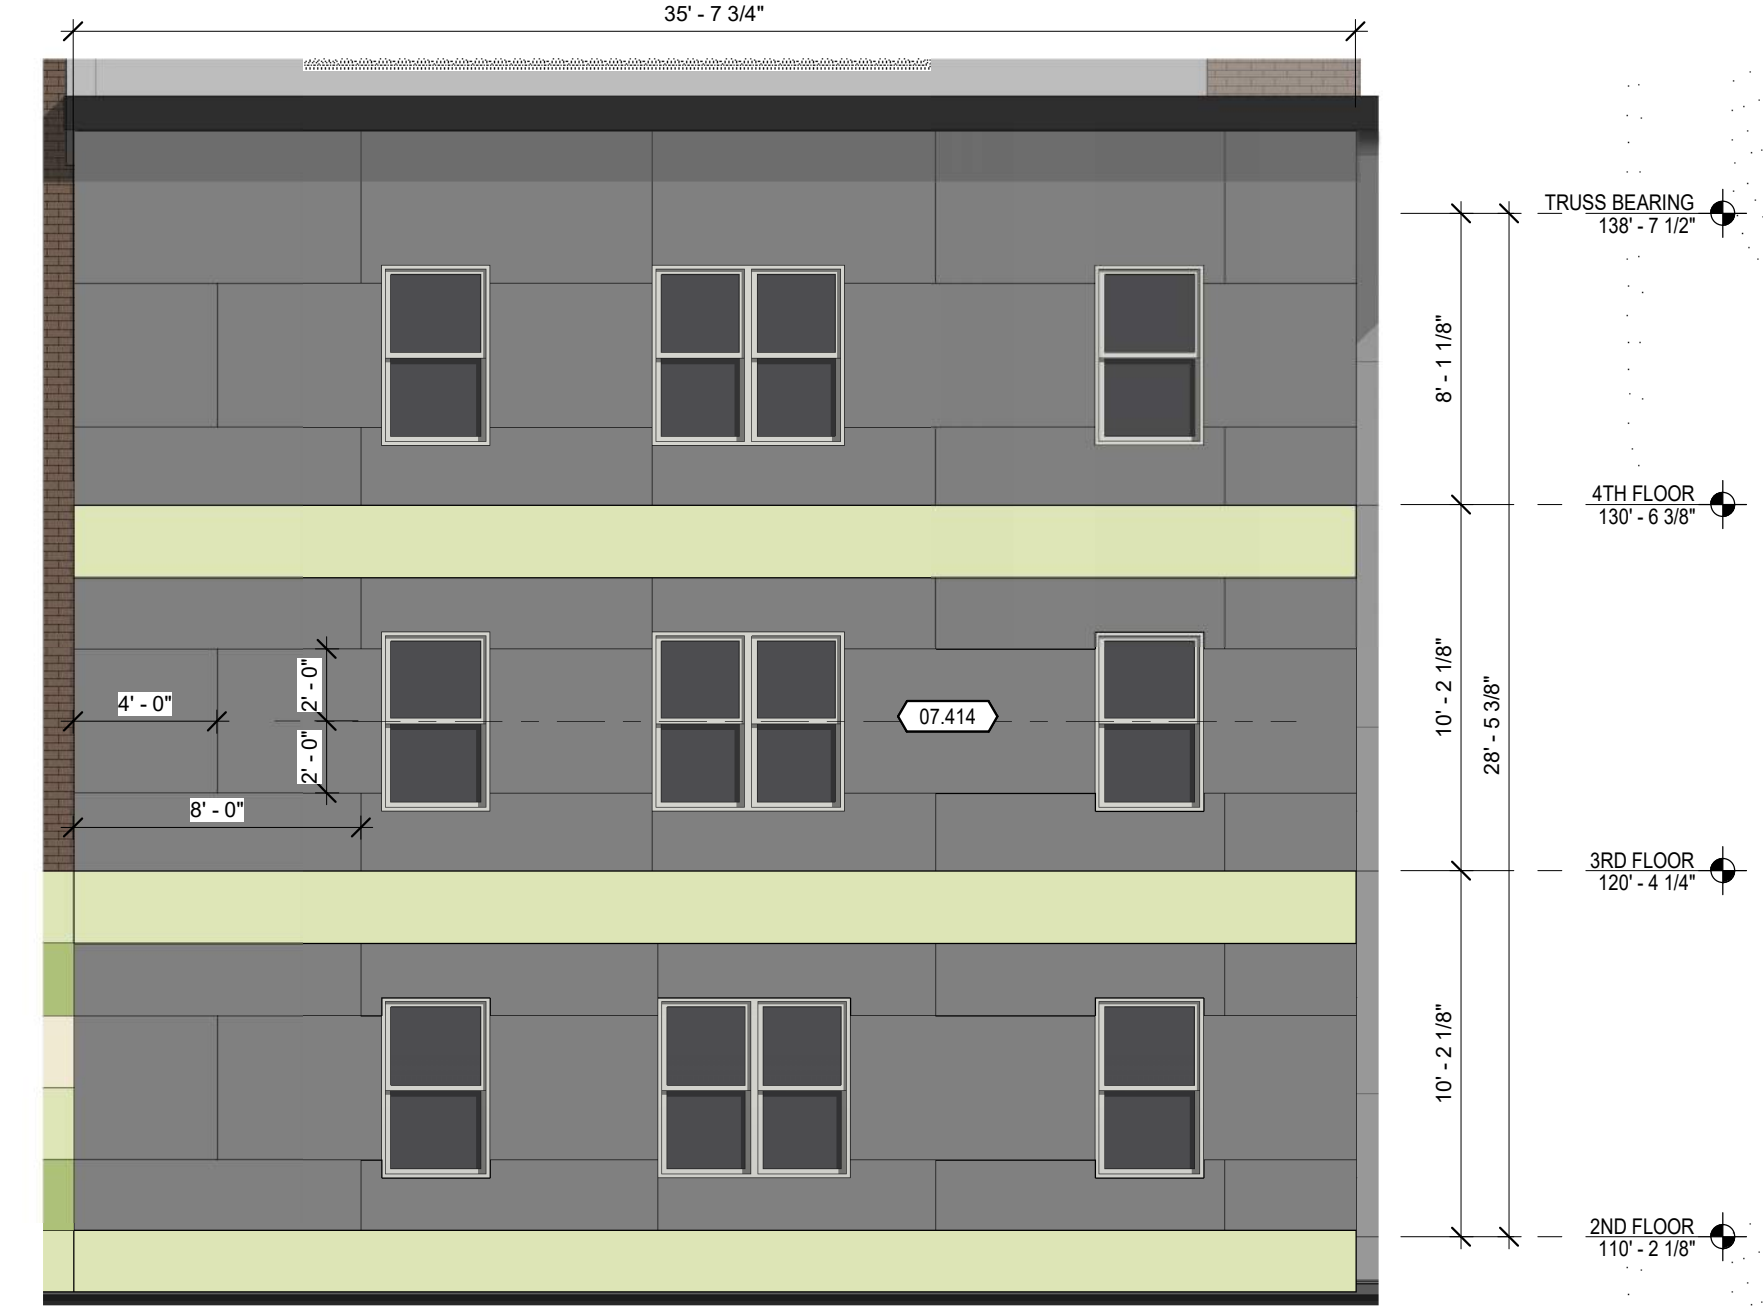 35' - 7 3/4"
TRUSS BEARING
138' - 7 1/2"
8' - 1 1/8"
4TH FLOOR
130' - 6 3/8"
4' - 0"
2' - 0"
2' - 0"
07.414
10' - 2 1/8"
28' - 5 3/8"
8' - 0"
3RD FLOOR
120' - 4 1/4"
10' - 2 1/8"
2ND FLOOR
110' - 2 1/8"